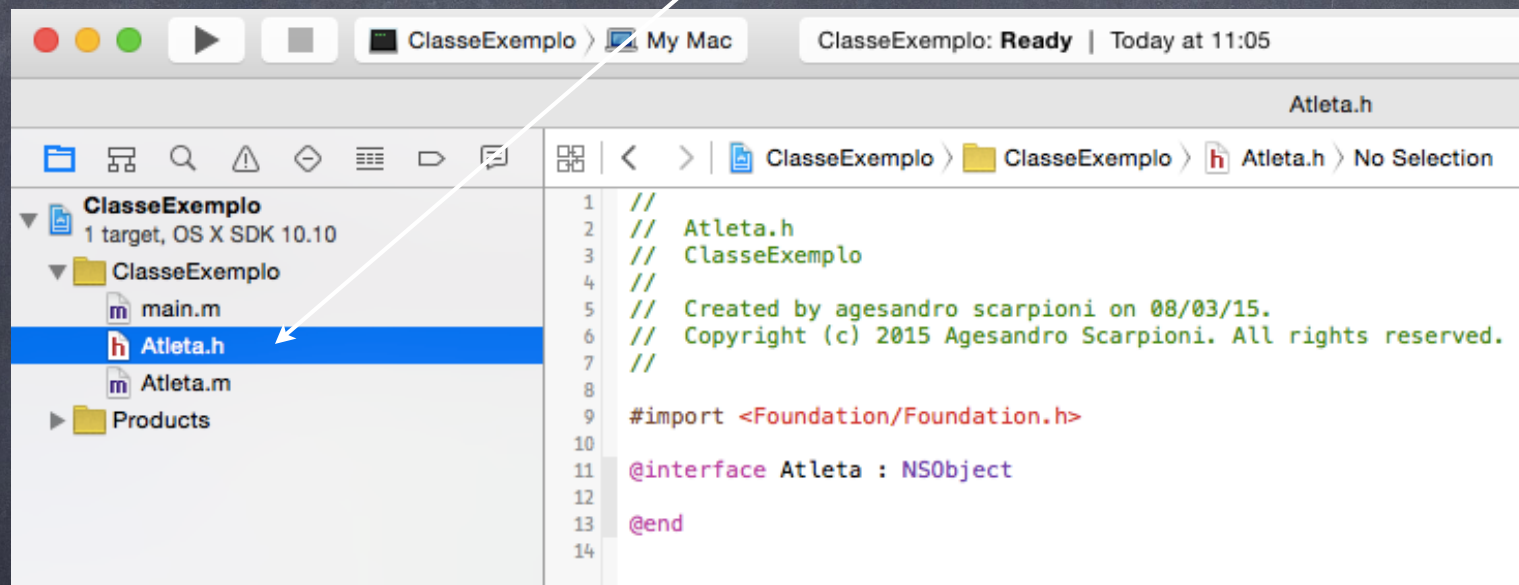 ClasseExemplo 〉 My Mac
ClasseExemplo: Ready | Today at 11:05
Atleta.h
ClasseExemplo 〉 ClasseExemplo 〉 h Atleta.h 〉 No Selection
ClasseExemplo
1 target, OS X SDK 10.10
ClasseExemplo
m main.m
h Atleta.h
m Atleta.m
Products
1 //
2 //  Atleta.h
3 //  ClasseExemplo
4 //
5 //  Created by agesandro scarpioni on 08/03/15.
6 //  Copyright (c) 2015 Agesandro Scarpioni. All rights reserved.
7 //
8
9 #import <Foundation/Foundation.h>
10
11 @interface Atleta : NSObject
12
13 @end
14